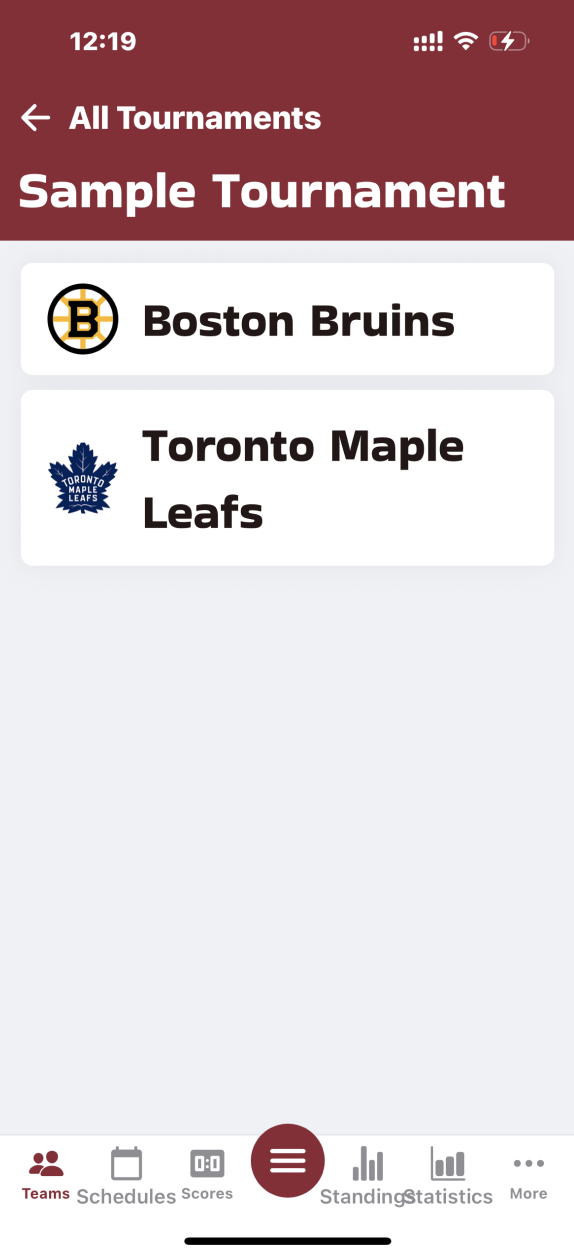 12:19
All Tournaments
Sample Tournament
B
Boston Bruins
TORONTO
MAPLE
LEAFS
Toronto Maple
Leafs
0:0
Teams Schedules Scores Standings Statistics More